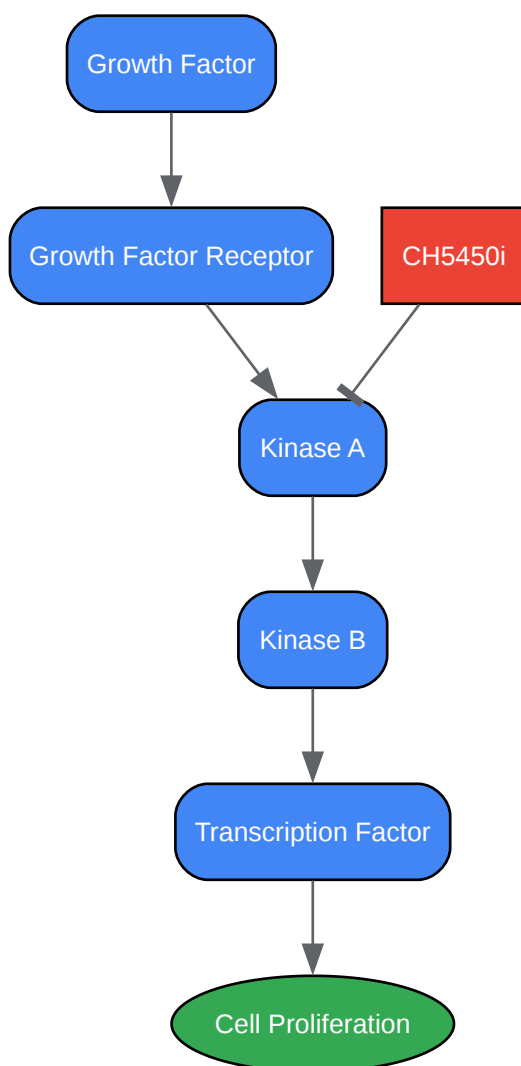 Growth Factor
Growth Factor Receptor
CH5450i
Kinase A
Kinase B
Transcription Factor
Cell Proliferation